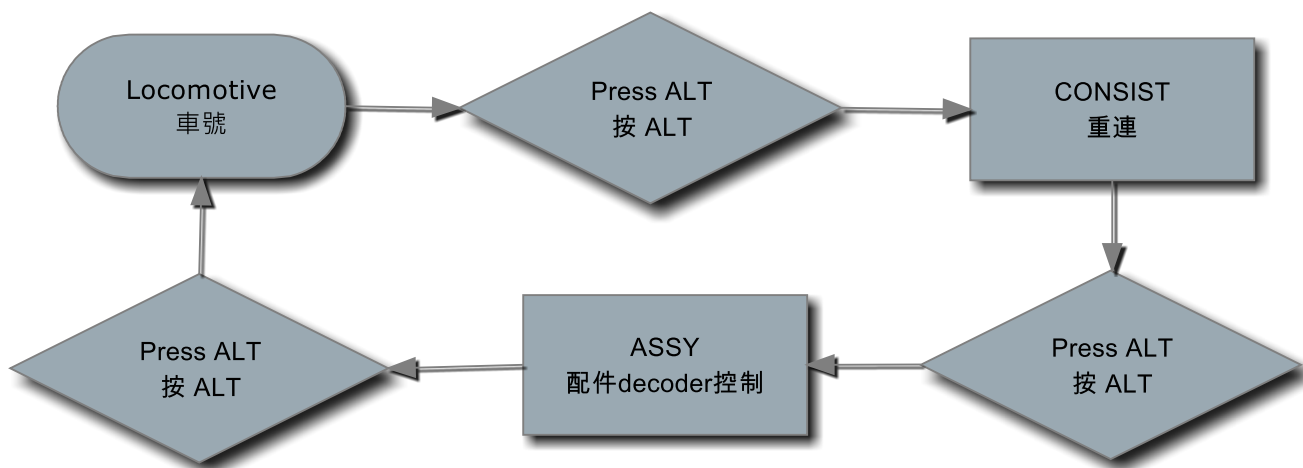 Locomotive
車號
Press ALT
按 ALT
CONSIST
重連
Press ALT
按 ALT
ASSY
配件decoder控制
Press ALT
按 ALT